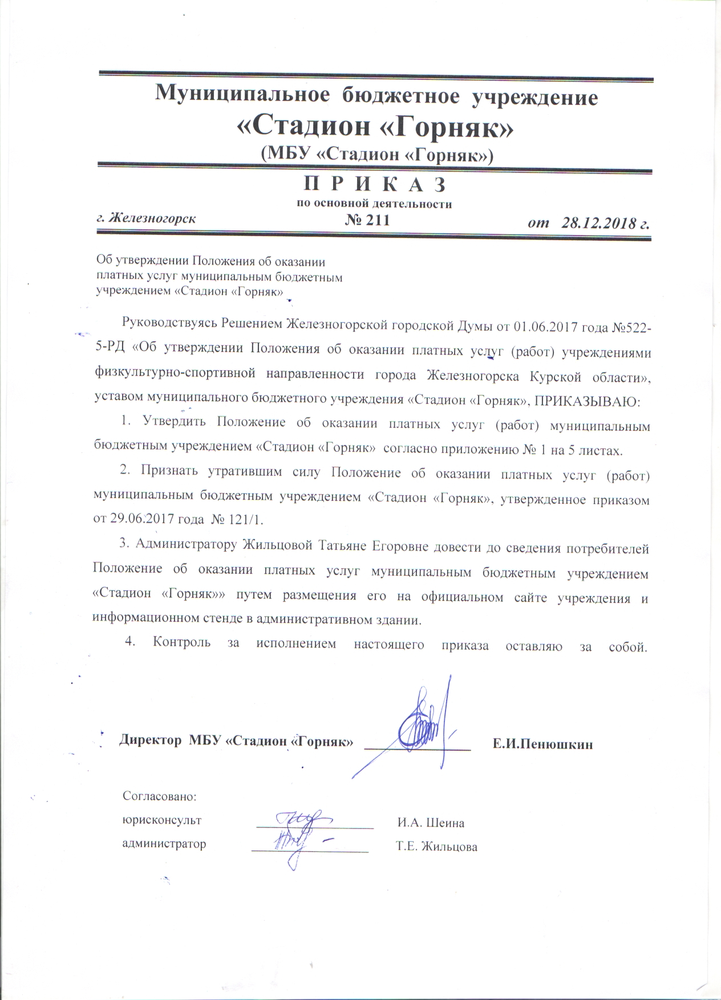 Муниципальное бюджетное учреждение
«Стадион «Горняк»
(МБУ «Стадион «Горняк»)
П Р И К А З
по основной деятельности
г. Железногорск № 211 от 28.12.2018 г.
Об утверждении Положения об оказании
платных услуг муниципальным бюджетным
учреждением «Стадион «Горняк»
Руководствуясь Решением Железногорской городской Думы от 01.06.2017 года №522-
5-РД «Об утверждении Положения об оказании платных услуг (работ) учреждениями
физкультурно-спортивной направленности города Железногорска Курской области»,
уставом муниципального бюджетного учреждения «Стадион «Горняк», ПРИКАЗЫВАЮ:
1. Утвердить Положение об оказании платных услуг (работ) муниципальным
бюджетным учреждением «Стадион «Горняк» согласно приложению № 1 на 5 листах.
2. Признать утратившим силу Положение об оказании платных услуг (работ)
муниципальным бюджетным учреждением «Стадион «Горняк», утвержденное приказом
от 29.06.2017 года № 121/1.
3. Администратору Жильцовой Татьяне Егоровне довести до сведения потребителей
Положение об оказании платных услуг муниципальным бюджетным учреждением
«Стадион «Горняк»» путем размещения его на официальном сайте учреждения и
информационном стенде в административном здании.
4. Контроль за исполнением настоящего приказа оставляю за собой.
Директор МБУ «Стадион «Горняк» Е.И.Пенюшкин
Согласовано:
юрисконсульт И.А. Шеина
администратор Т.Е. Жильцова